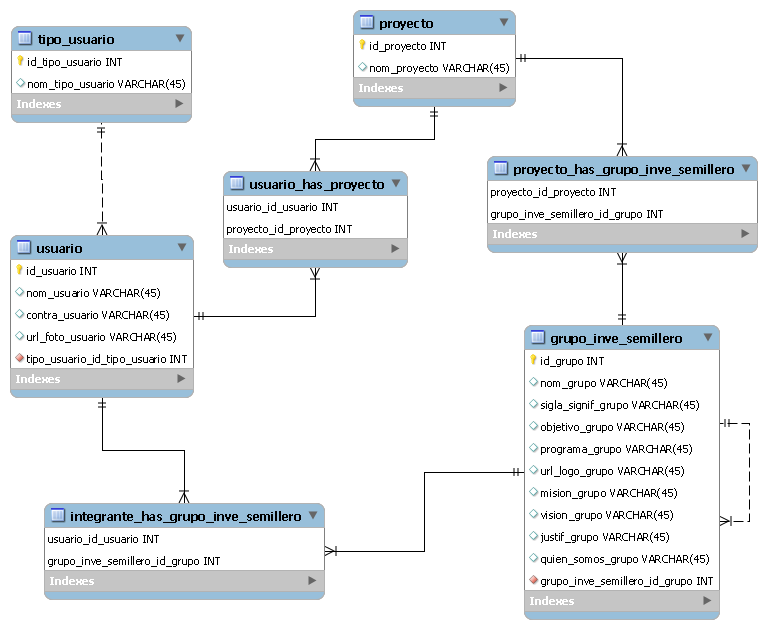 tipo_usuario
id_tipo_usuario INT
nom_tipo_usuario VARCHAR(45)
Indexes
proyecto
id_proyecto INT
nom_proyecto VARCHAR(45)
Indexes
usuario_has_proyecto
usuario_id_usuario INT
proyecto_id_proyecto INT
Indexes
proyecto_has_grupo_inve_semillero
proyecto_id_proyecto INT
grupo_inve_semillero_id_grupo INT
Indexes
usuario
id_usuario INT
nom_usuario VARCHAR(45)
contra_usuario VARCHAR(45)
url_foto_usuario VARCHAR(45)
tipo_usuario_id_tipo_usuario INT
Indexes
grupo_inve_semillero
id_grupo INT
nom_grupo VARCHAR(45)
sigla_signif_grupo VARCHAR(45)
objetivo_grupo VARCHAR(45)
programa_grupo VARCHAR(45)
url_logo_grupo VARCHAR(45)
mision_grupo VARCHAR(45)
vision_grupo VARCHAR(45)
justif_grupo VARCHAR(45)
quien_somos_grupo VARCHAR(45)
grupo_inve_semillero_id_grupo INT
Indexes
integrante_has_grupo_inve_semillero
usuario_id_usuario INT
grupo_inve_semillero_id_grupo INT
Indexes